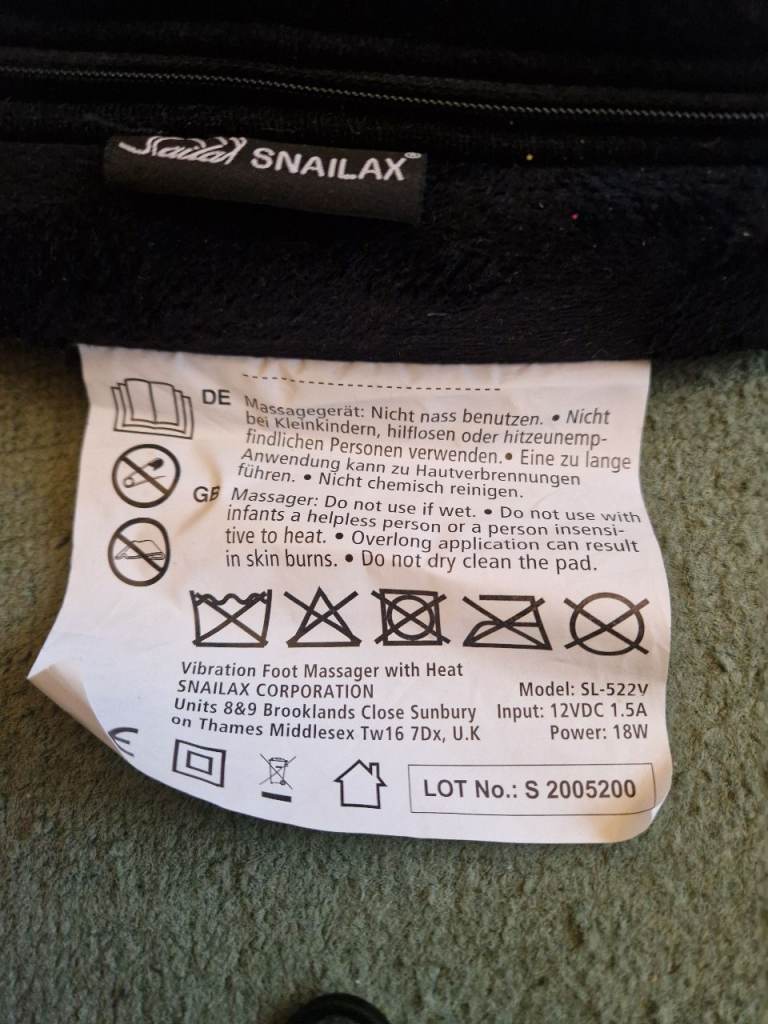 Snailax SNAILAX®
DE Massagegerät: Nicht nass benutzen. • Nicht
bei Kleinkindern, hilflosen oder hitzeunemp-
findlichen Personen verwenden. • Eine zu lange
Anwendung kann zu Hautverbrennungen
führen. • Nicht chemisch reinigen.
GB Massager: Do not use if wet. • Do not use with
infants a helpless person or a person insensi-
tive to heat. • Overlong application can result
in skin burns. • Do not dry clean the pad.
Vibration Foot Massager with Heat
SNAILAX CORPORATION
Units 8&9 Brooklands Close Sunbury
on Thames Middlesex Tw16 7Dx, U.K
Model: SL-522V
Input: 12VDC 1.5A
Power: 18W
CE
LOT No.: S 2005200